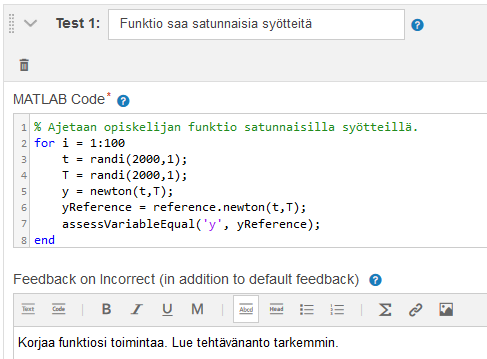 Test 1: Funktio saa satunnaisia syötteitä
MATLAB Code*
1 % Ajetaan opiskelijan funktio satunnaisilla syötteillä.
2 for i = 1:100
3 t = randi(2000,1);
4 T = randi(2000,1);
5 y = newton(t,T);
6 yReference = reference.newton(t,T);
7 assessVariableEqual('y', yReference);
8 end
Feedback on Incorrect (in addition to default feedback)
Text Code B I U M Abcd Head Σ
Korjaa funktiosi toimintaa. Lue tehtävänanto tarkemmin.